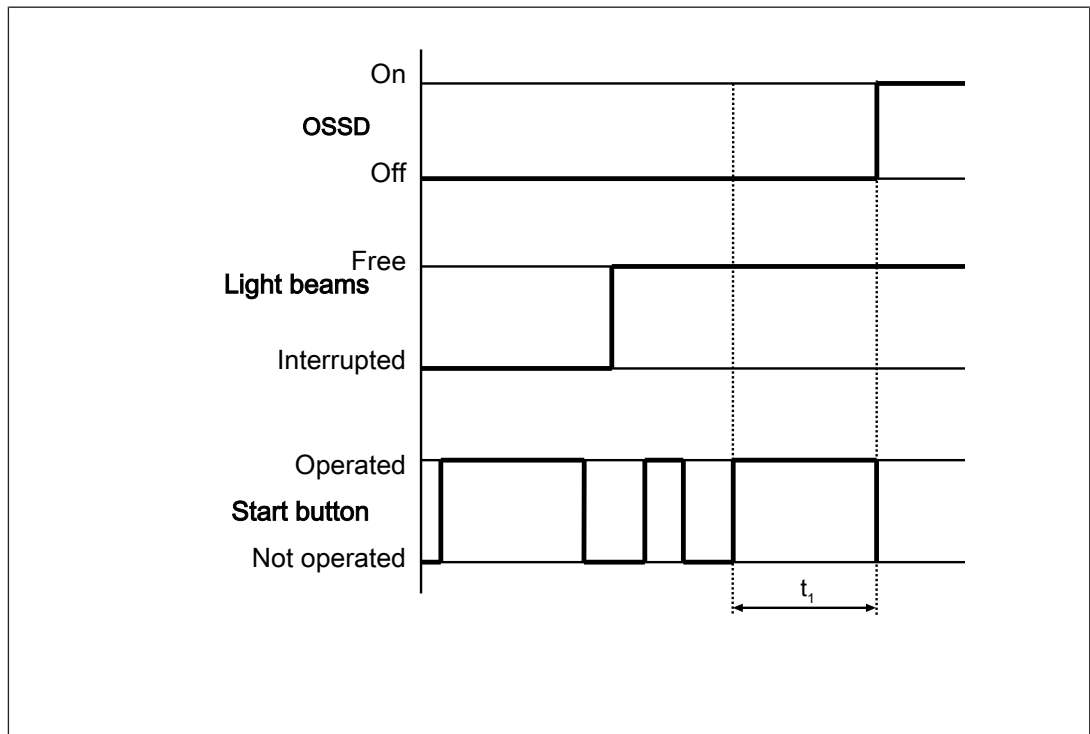 On
OSSD
Off
Free
Light beams
Interrupted
Operated
Start button
Not operated
t1